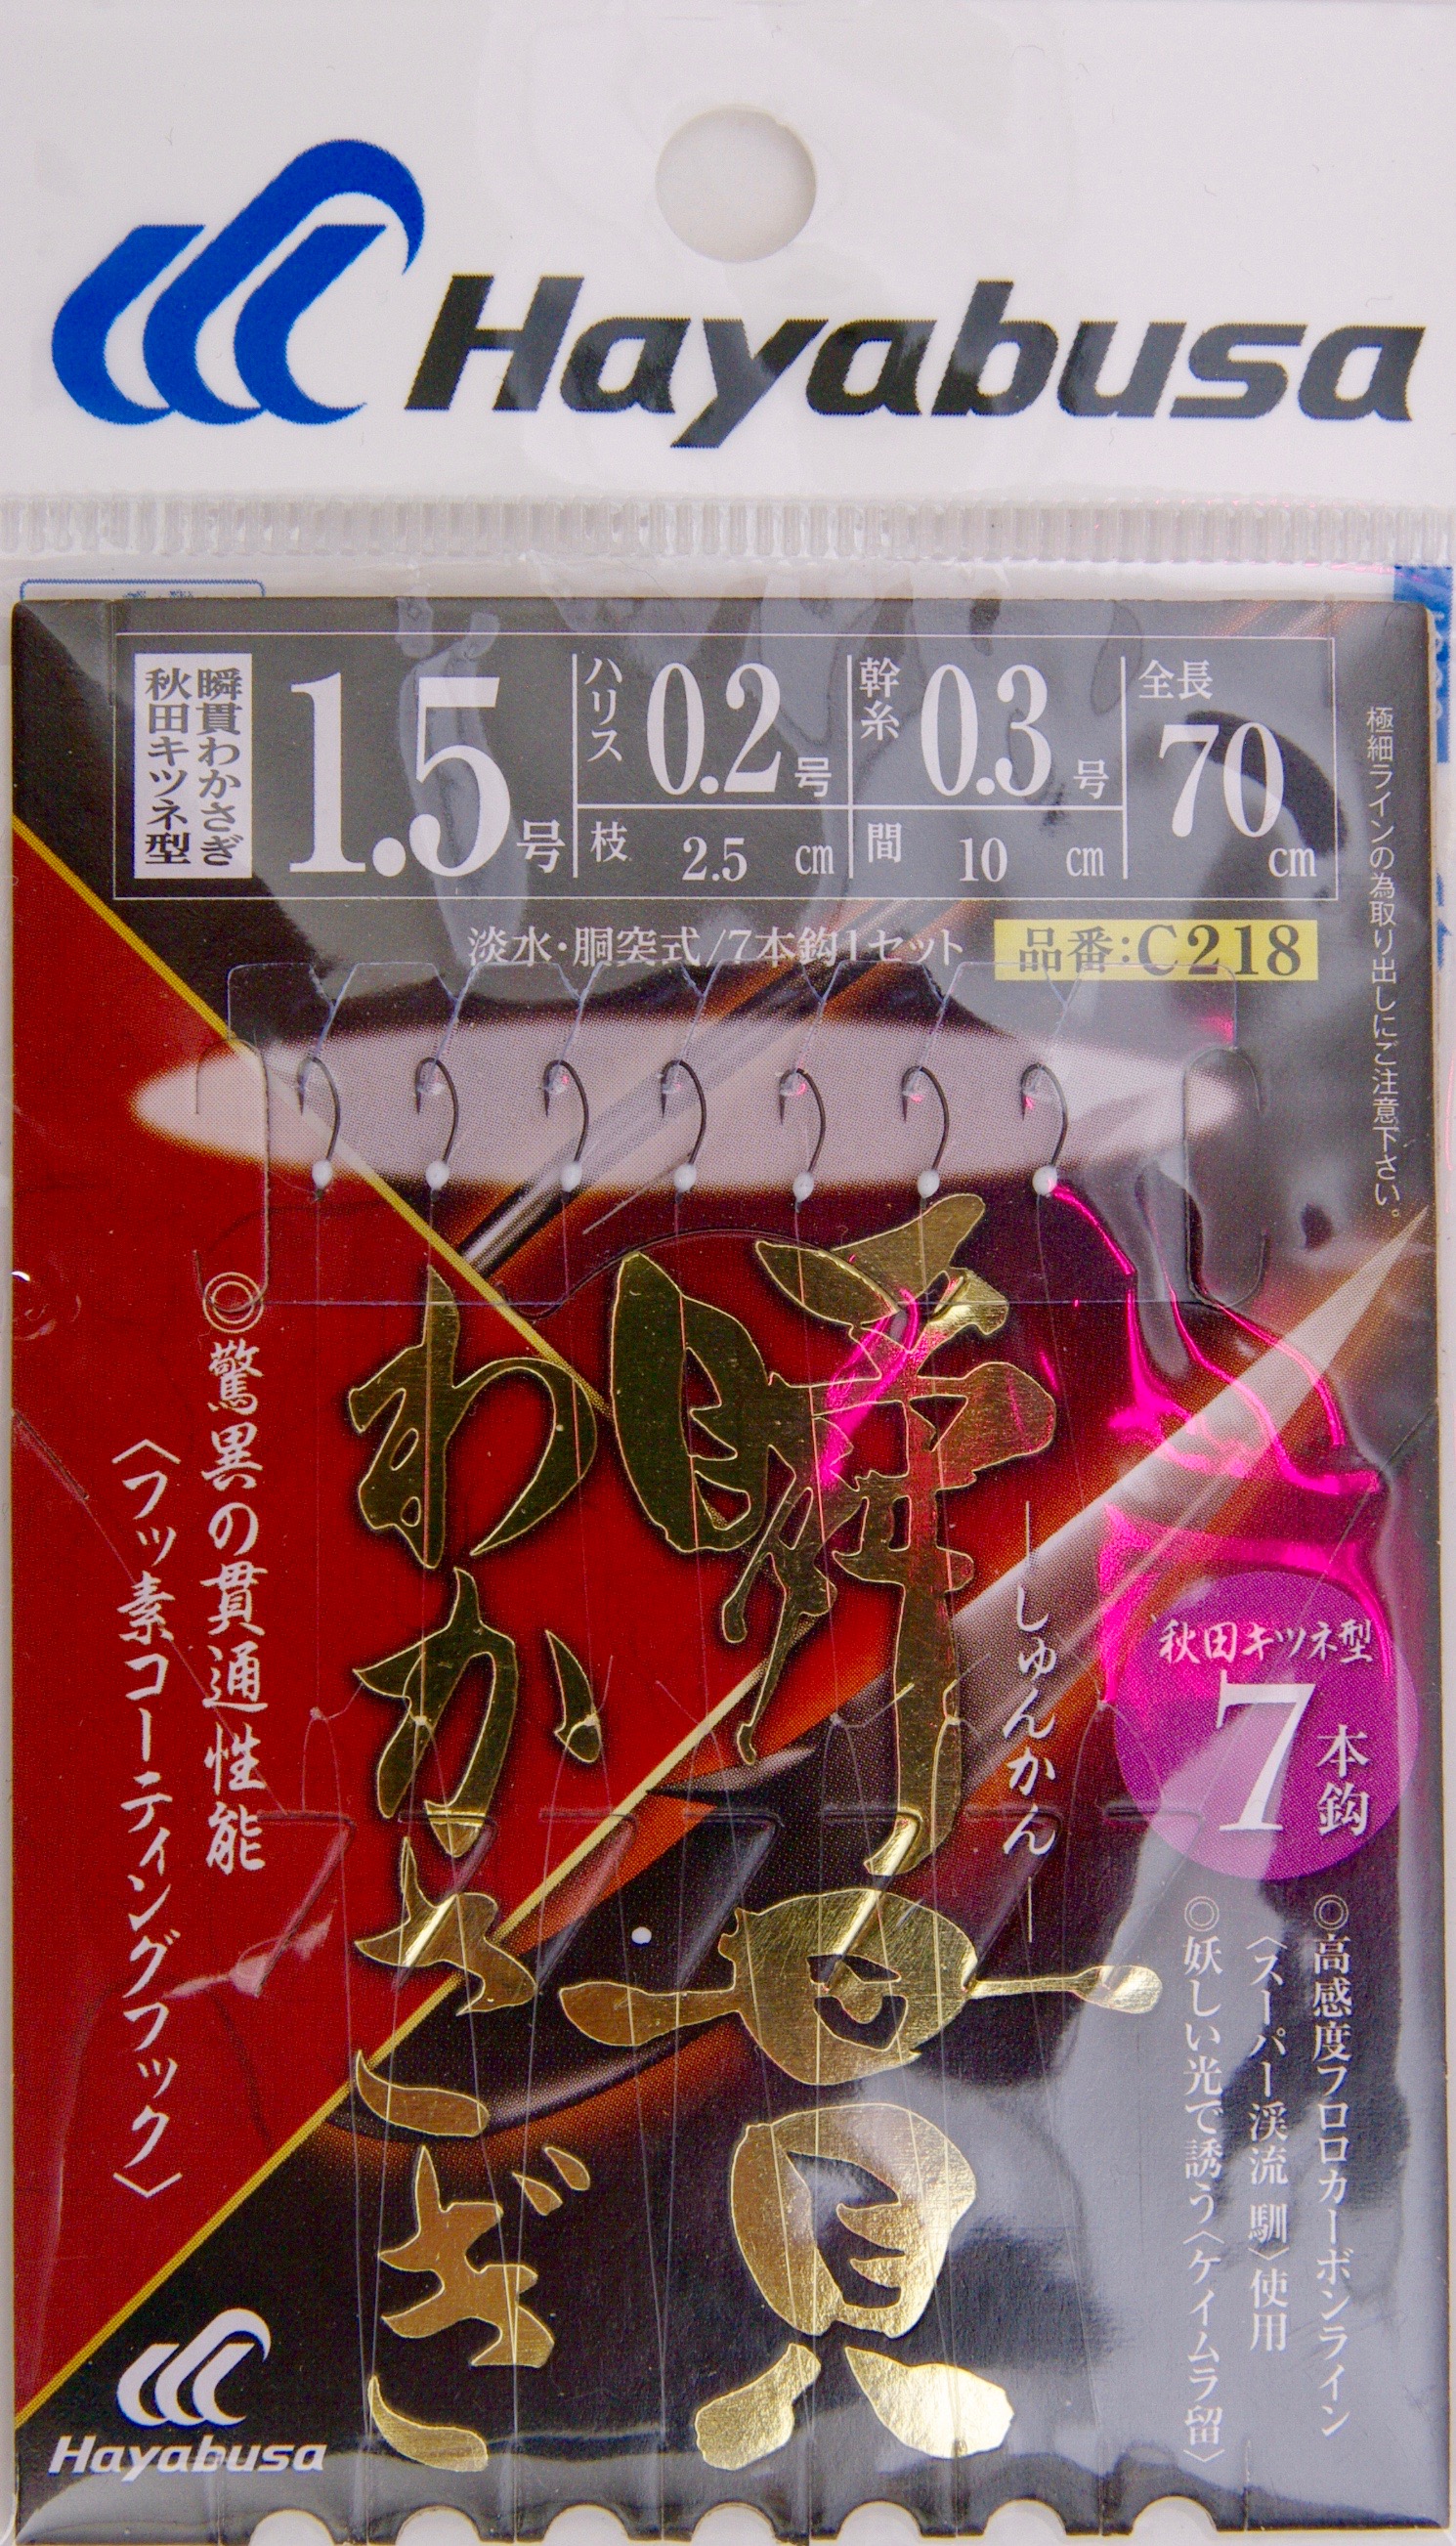 Hayabusa
瞬貫わかさぎ
秋田キツネ型
1.5号
ハリス 0.2号
幹糸 0.3号
全長 70cm
枝 2.5cm
間 10cm
淡水・胴突式/7本鈎1セット
品番:C218
極細ラインの為取り出しにご注意下さい。
瞬貫
わかさぎ
―しゅんかん―
◎驚異の貫通性能
〈フッ素コーティングフック〉
秋田キツネ型
7本鈎
◎高感度フロロカーボンライン
〈スーパー渓流 馴〉使用
◎妖しい光で誘う〈ケイムラ留〉
Hayabusa